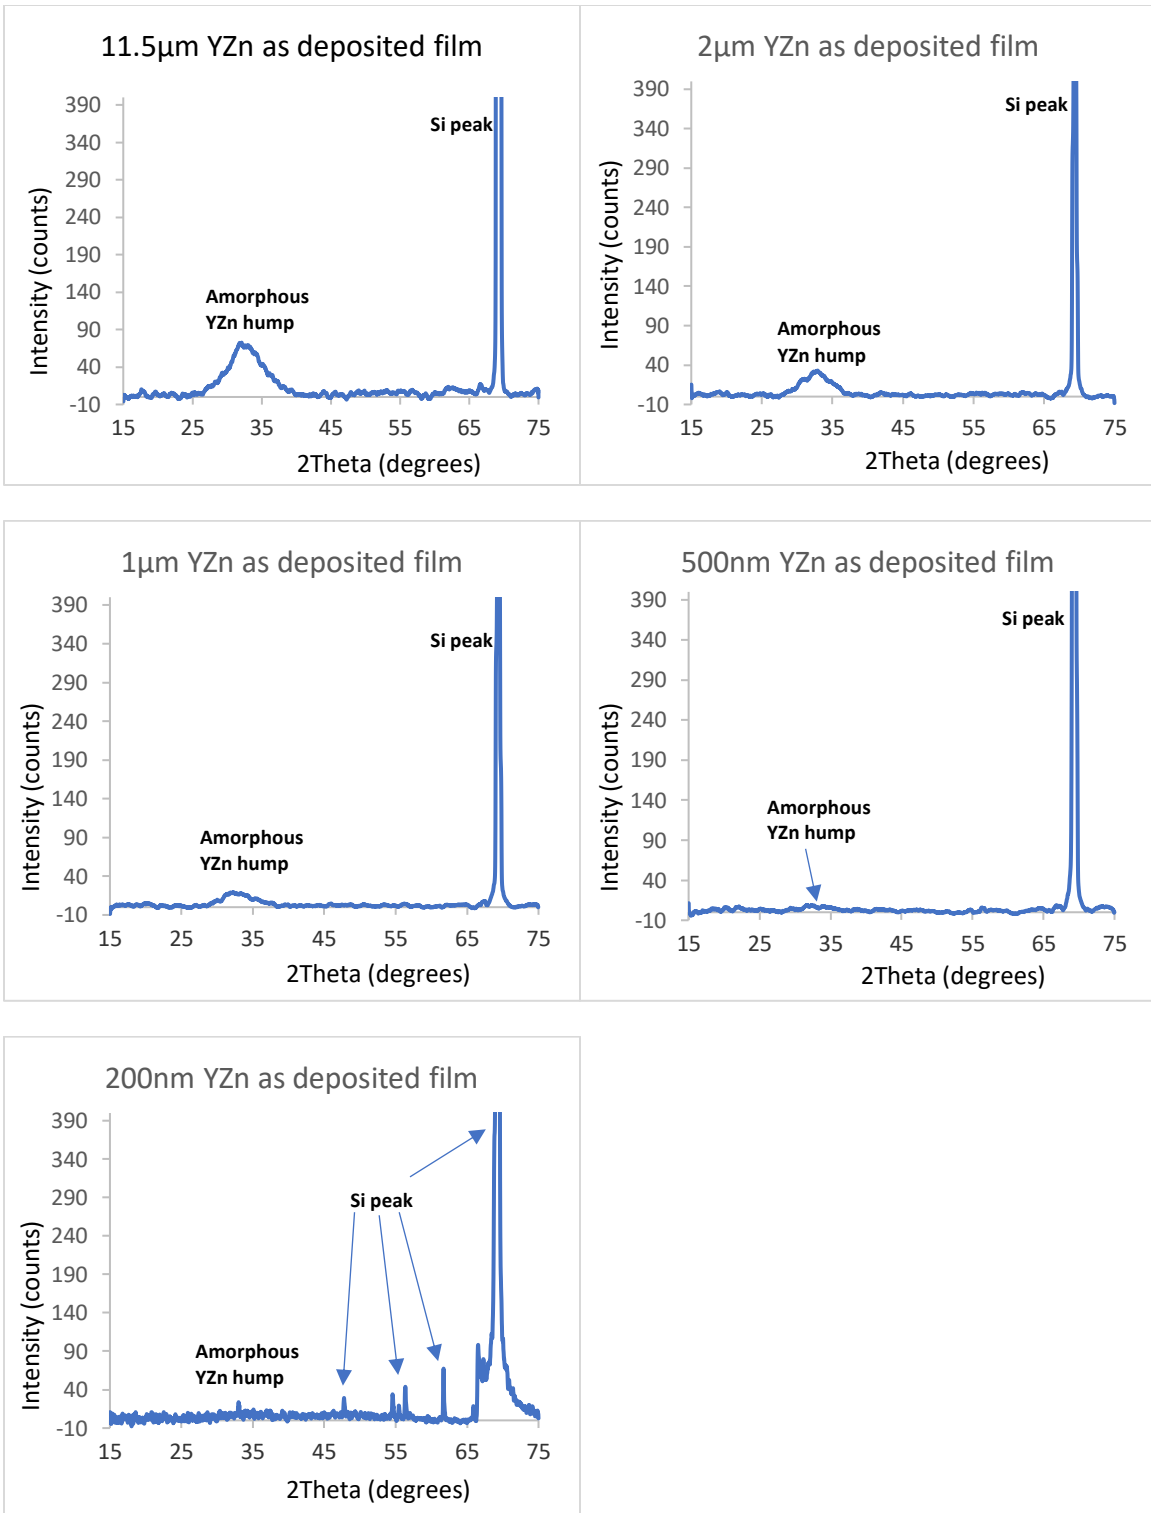 11.5µm YZn as deposited film
Intensity (counts)
390
340
290
240
190
140
90
40
-10
Si peak
Amorphous
YZn hump
15 25 35 45 55 65 75
2Theta (degrees)
2µm YZn as deposited film
Intensity (counts)
390
340
290
240
190
140
90
40
-10
Si peak
Amorphous
YZn hump
15 25 35 45 55 65 75
2Theta (degrees)
1µm YZn as deposited film
Intensity (counts)
390
340
290
240
190
140
90
40
-10
Si peak
Amorphous
YZn hump
15 25 35 45 55 65 75
2Theta (degrees)
500nm YZn as deposited film
Intensity (counts)
390
340
290
240
190
140
90
40
-10
Si peak
Amorphous
YZn hump
15 25 35 45 55 65 75
2Theta (degrees)
200nm YZn as deposited film
Intensity (counts)
390
340
290
240
190
140
90
40
-10
Si peak
Amorphous
YZn hump
15 25 35 45 55 65 75
2Theta (degrees)